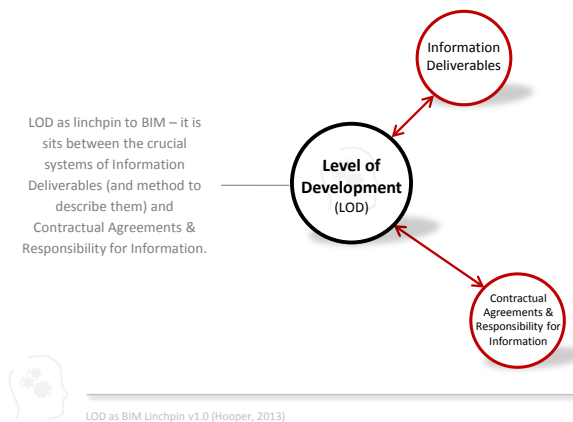 Information
Deliverables
LOD as linchpin to BIM – it is
sits between the crucial
systems of Information
Deliverables (and method to
describe them) and
Contractual Agreements &
Responsibility for Information.
Level of
Development
(LOD)
Contractual
Agreements &
Responsibility for
Information
LOD as BIM Linchpin v1.0 (Hooper, 2013)